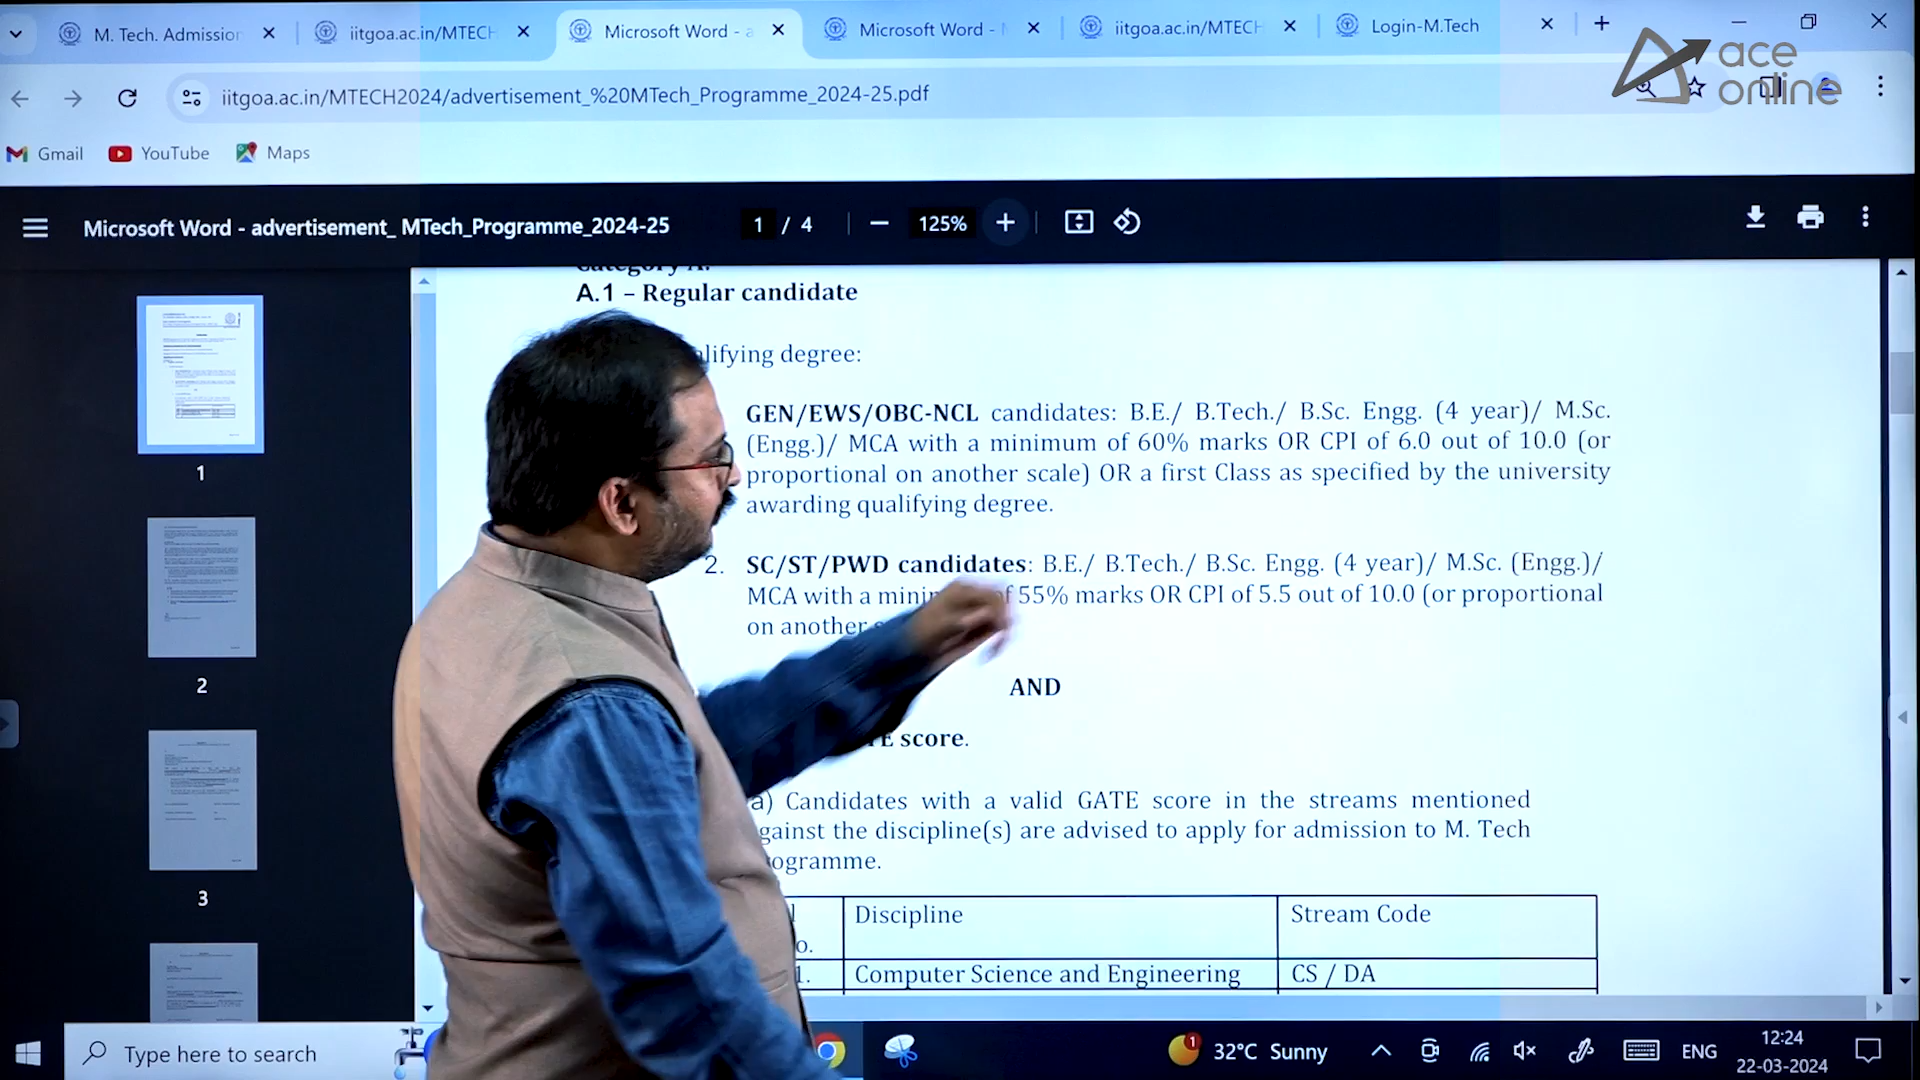 M. Tech. Admission
iitgoa.ac.in/MTECH
Microsoft Word - a
Microsoft Word -
iitgoa.ac.in/MTECH
Login-M.Tech
ace
online
iitgoa.ac.in/MTECH2024/advertisement_%20MTech_Programme_2024-25.pdf
Gmail
YouTube
Maps
Microsoft Word - advertisement_ MTech_Programme_2024-25
1 / 4
125%
Category A:
A.1 – Regular candidate
alifying degree:
GEN/EWS/OBC-NCL candidates: B.E./ B.Tech./ B.Sc. Engg. (4 year)/ M.Sc.
(Engg.)/ MCA with a minimum of 60% marks OR CPI of 6.0 out of 10.0 (or
proportional on another scale) OR a first Class as specified by the university
awarding qualifying degree.
2. SC/ST/PWD candidates: B.E./ B.Tech./ B.Sc. Engg. (4 year)/ M.Sc. (Engg.)/
MCA with a mini of 55% marks OR CPI of 5.5 out of 10.0 (or proportional
on another
AND
TE score.
a) Candidates with a valid GATE score in the streams mentioned
gainst the discipline(s) are advised to apply for admission to M. Tech
rogramme.
o. Discipline Stream Code
1. Computer Science and Engineering CS / DA
1
2
3
Type here to search
1
32°C Sunny
ENG
12:24
22-03-2024